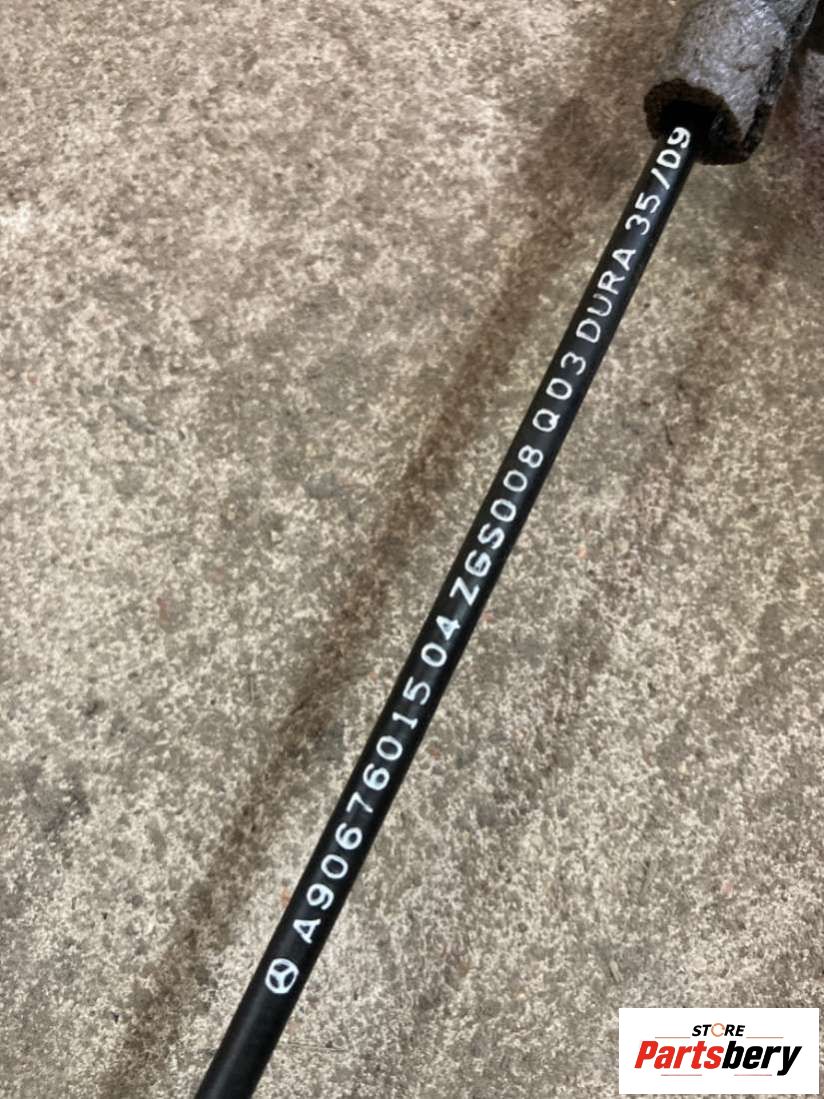 A9067601504 ZGS008 Q03 DURA 35/D9
STORE
Partsbery